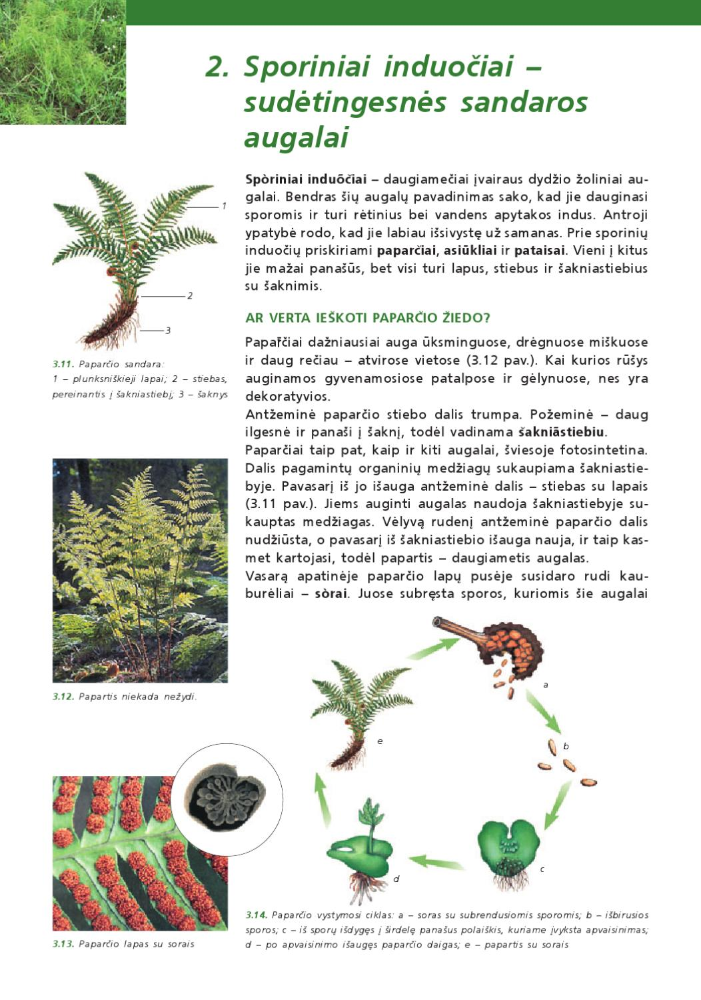 2. Sporiniai induočiai –
sudėtingesnės sandaros
augalai
Spòriniai induõčiai – daugiamečiai įvairaus dydžio žoliniai au-
galai. Bendras šių augalų pavadinimas sako, kad jie dauginasi
sporomis ir turi rėtinius bei vandens apytakos indus. Antroji
ypatybė rodo, kad jie labiau išsivystę už samanas. Prie sporinių
induočių priskiriami paparčiai, asiūkliai ir pataisai. Vieni į kitus
jie mažai panašūs, bet visi turi lapus, stiebus ir šakniastiebius
su šaknimis.
AR VERTA IEŠKOTI PAPARČIO ŽIEDO?
Papar̃čiai dažniausiai auga ūksminguose, drėgnuose miškuose
ir daug rečiau – atvirose vietose (3.12 pav.). Kai kurios rūšys
auginamos gyvenamosiose patalpose ir gėlynuose, nes yra
dekoratyvios.
Antžeminė paparčio stiebo dalis trumpa. Požeminė – daug
ilgesnė ir panaši į šaknį, todėl vadinama šakniãstiebiu.
Paparčiai taip pat, kaip ir kiti augalai, šviesoje fotosintetina.
Dalis pagamintų organinių medžiagų sukaupiama šakniastie-
byje. Pavasarį iš jo išauga antžeminė dalis – stiebas su lapais
(3.11 pav.). Jiems auginti augalas naudoja šakniastiebyje su-
kauptas medžiagas. Vėlyvą rudenį antžeminė paparčio dalis
nudžiūsta, o pavasarį iš šakniastiebio išauga nauja, ir taip kas-
met kartojasi, todėl papartis – daugiametis augalas.
Vasarą apatinėje paparčio lapų pusėje susidaro rudi kau-
burėliai – sòrai. Juose subręsta sporos, kuriomis šie augalai
1
2
3
3.11. Paparčio sandara:
1 – plunksniškieji lapai; 2 – stiebas,
pereinantis į šakniastiebį; 3 – šaknys
3.12. Papartis niekada nežydi.
3.13. Paparčio lapas su sorais
a
b
c
d
e
3.14. Paparčio vystymosi ciklas: a – soras su subrendusiomis sporomis; b – išbirusios
sporos; c – iš sporų išdygęs į širdelę panašus polaiškis, kuriame įvyksta apvaisinimas;
d – po apvaisinimo išaugęs paparčio daigas; e – papartis su sorais